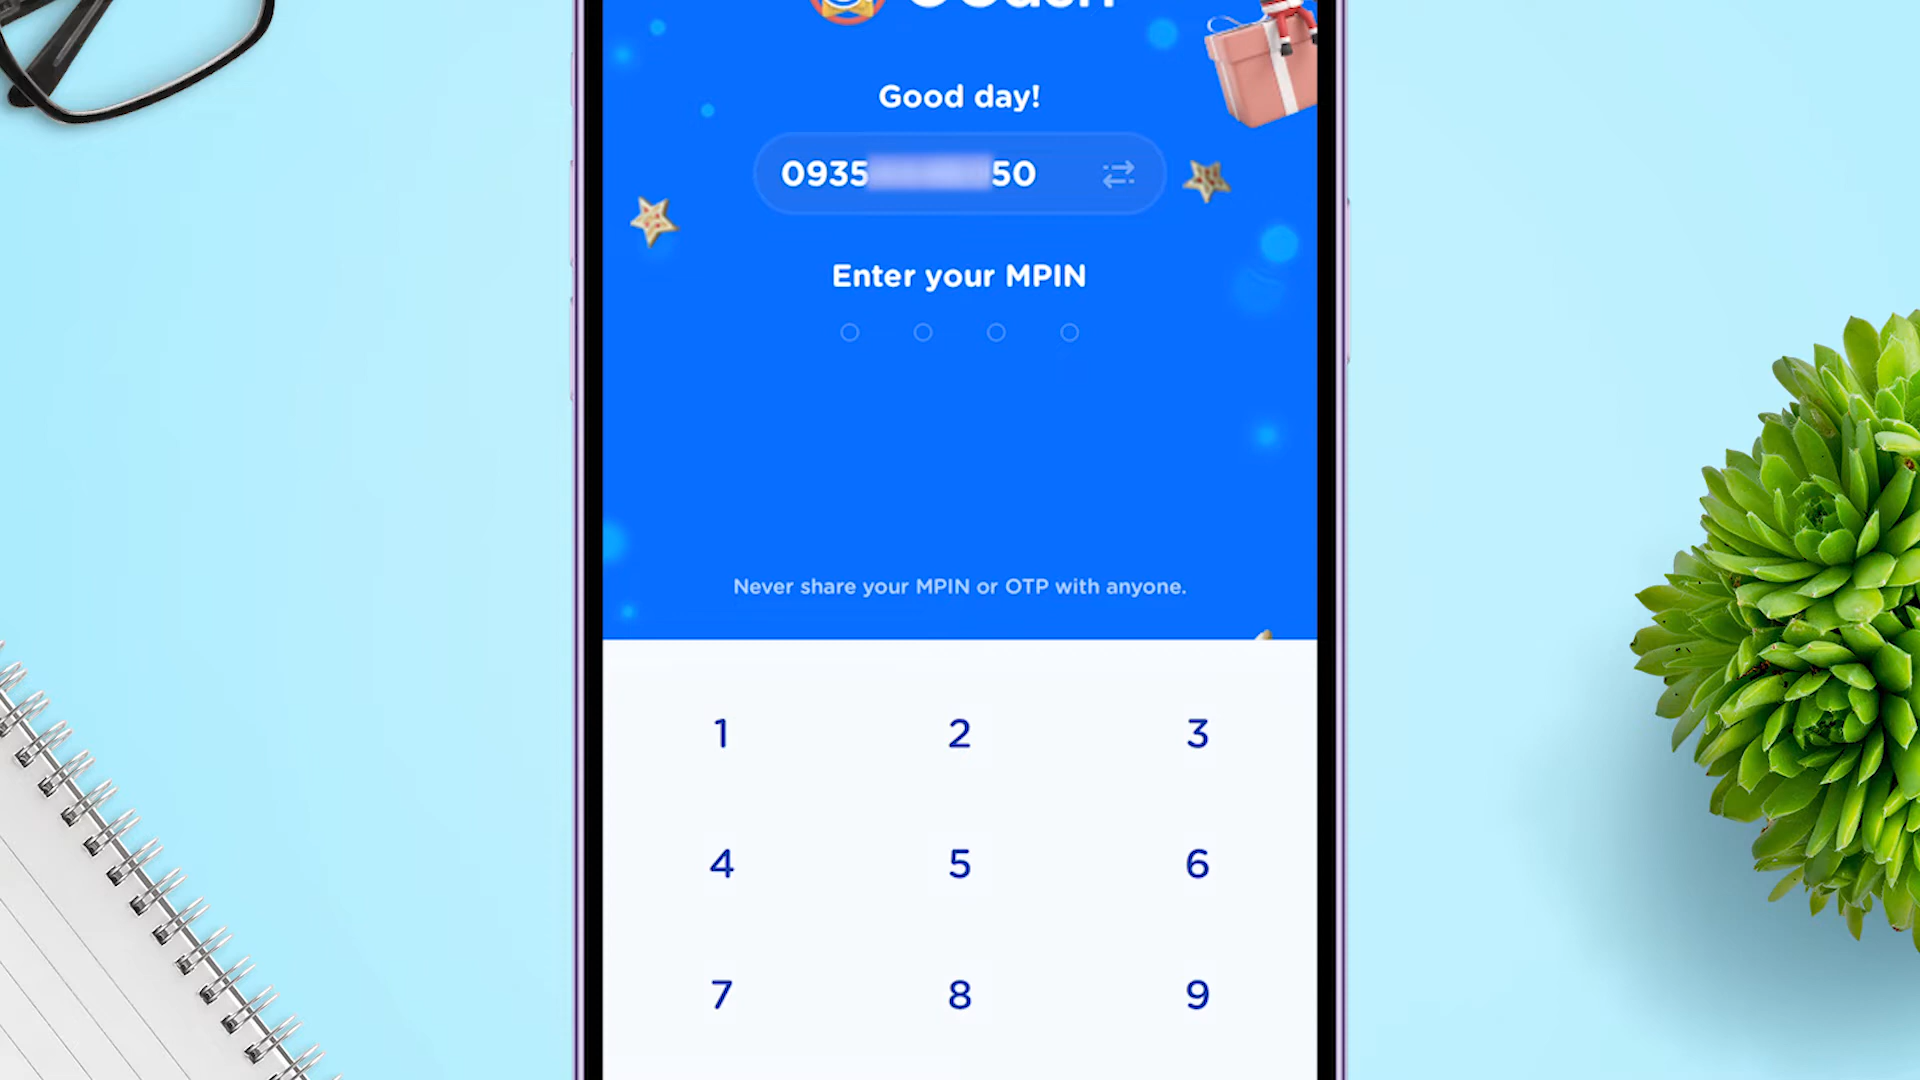 GCash
Good day!
0935 50
Enter your MPIN
Never share your MPIN or OTP with anyone.
1 2 3
4 5 6
7 8 9